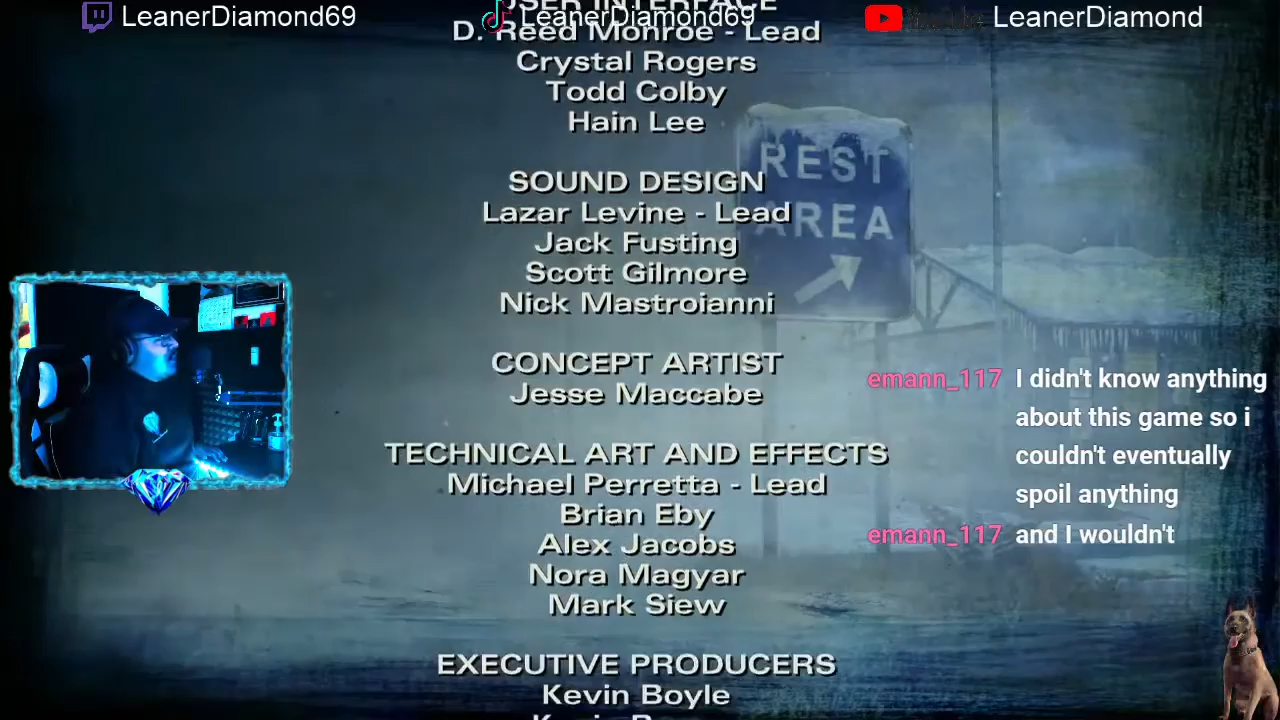 LeanerDiamond69
LeanerDiamond69
LeanerDiamond
USER INTERFACE
D. Reed Monroe - Lead
Crystal Rogers
Todd Colby
Hain Lee
SOUND DESIGN
Lazar Levine - Lead
Jack Fusting
Scott Gilmore
Nick Mastroianni
REST
AREA
CONCEPT ARTIST
Jesse Maccabe
TECHNICAL ART AND EFFECTS
Michael Perretta - Lead
Brian Eby
Alex Jacobs
Nora Magyar
Mark Siew
EXECUTIVE PRODUCERS
Kevin Boyle
emann_117 I didn't know anything
about this game so i
couldn't eventually
spoil anything
emann_117 and I wouldn't